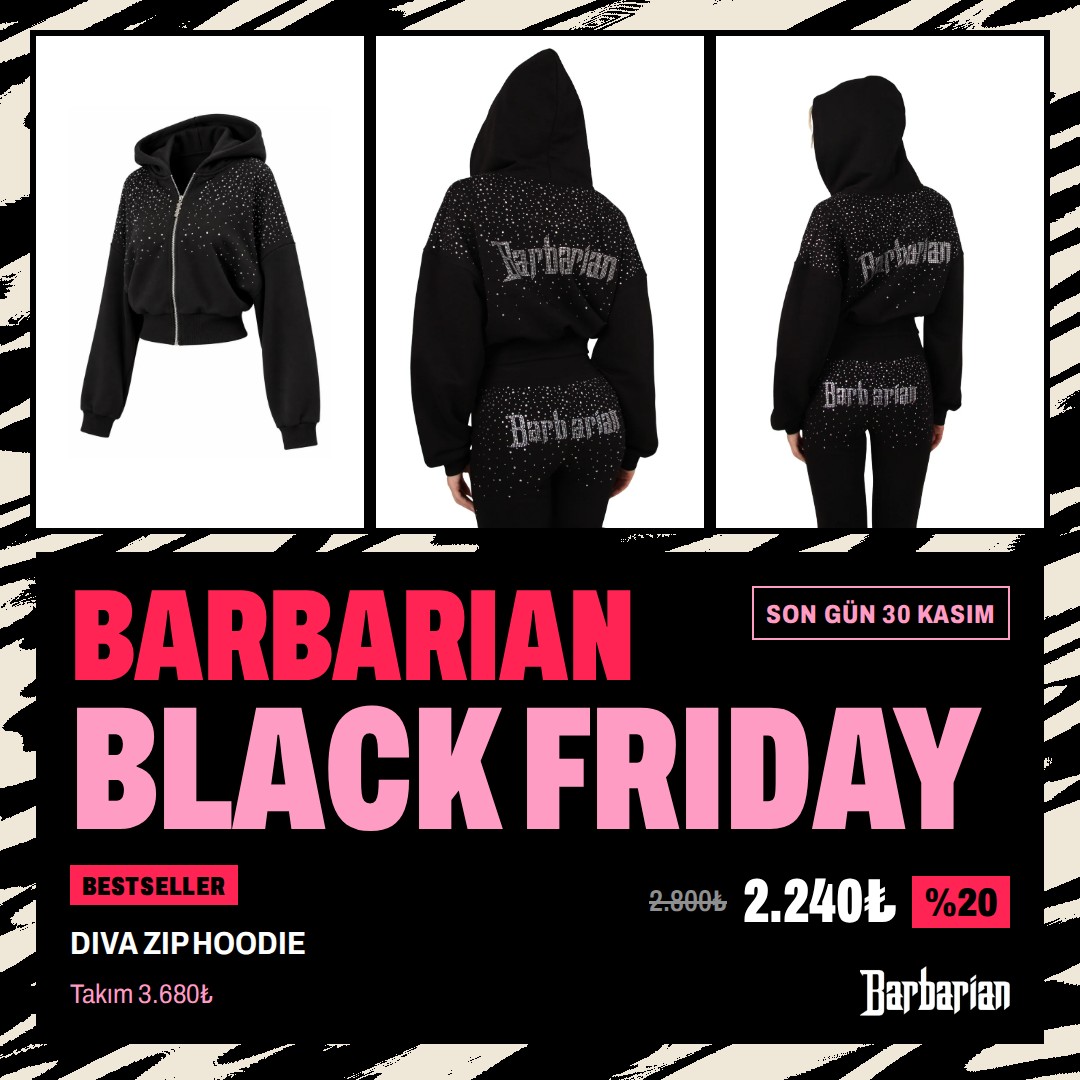 Barbarian
Barbarian
Barbarian
Barbarian
BARBARIAN
SON GÜN 30 KASIM
BLACK FRIDAY
BESTSELLER
2.800₺ 2.240₺ %20
DIVA ZIP HOODIE
Takım 3.680₺
Barbarian